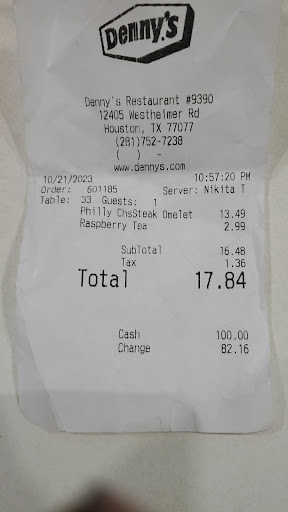 Denny's
Denny's Restaurant #9390
12405 Westheimer Rd
Houston, TX 77077
(281)752-7238
( ) -
www.dennys.com
10/21/2023 10:57:20 PM
Order: 601185 Server: Nikita T
Table: 33 Guests: 1
Philly ChsSteak Omelet 13.49
Raspberry Tea 2.99
SubTotal 16.48
Tax 1.36
Total 17.84
Cash 100.00
Change 82.16